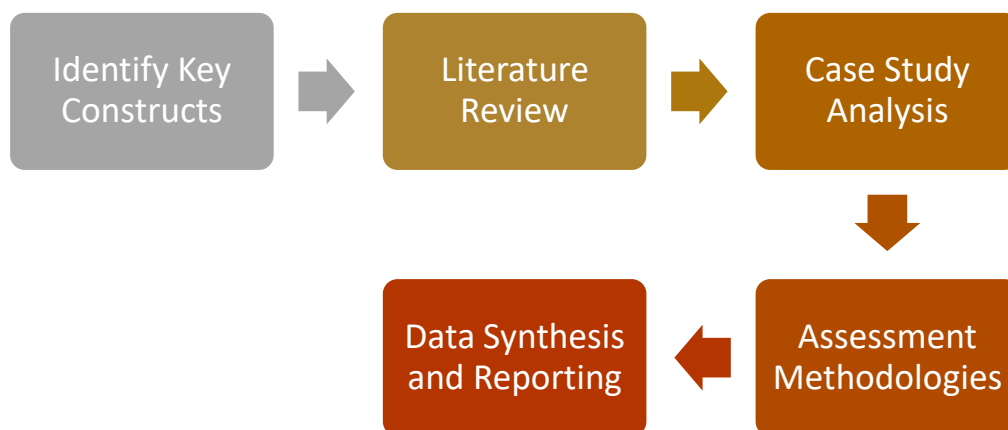 Identify Key
Constructs
Literature
Review
Case Study
Analysis
Assessment
Methodologies
Data Synthesis
and Reporting